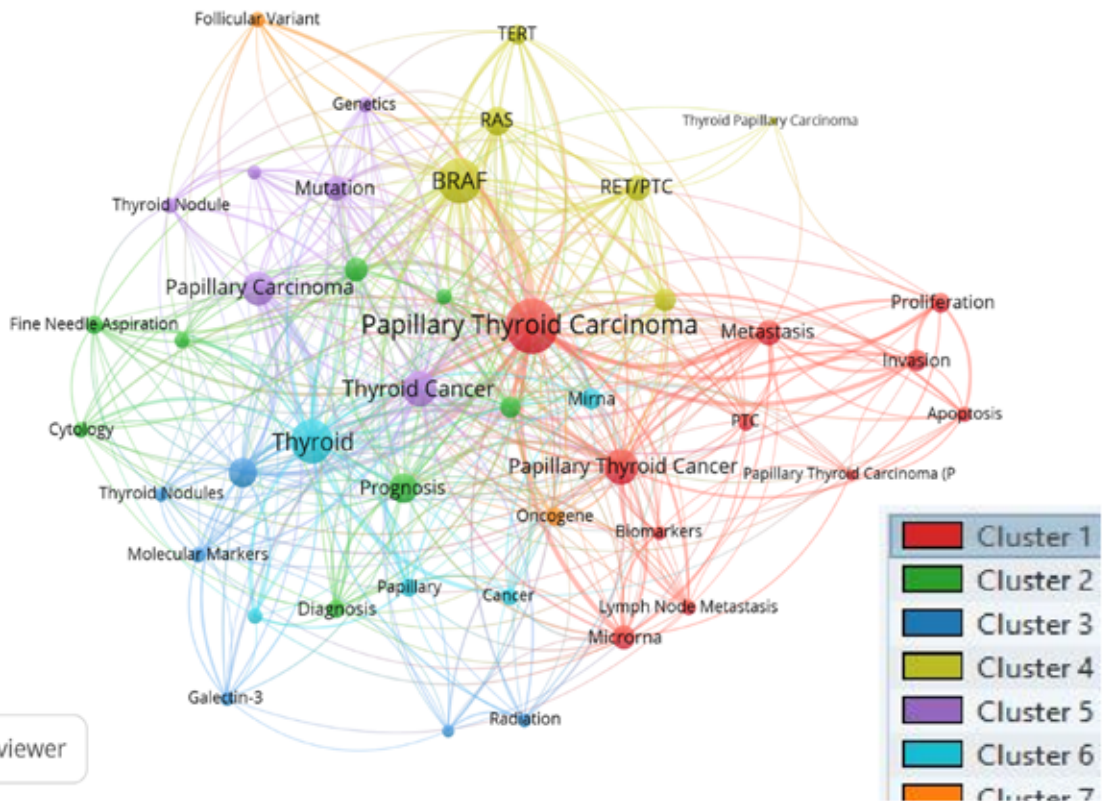 Follicular Variant
TERT
Genetics
RAS
Thyroid Papillary Carcinoma
BRAF
Mutation
RET/PTC
Thyroid Nodule
Papillary Carcinoma
Proliferation
Fine Needle Aspiration
Papillary Thyroid Carcinoma
Metastasis
Invasion
Thyroid Cancer
Mirna
Apoptosis
PTC
Cytology
Thyroid
Papillary Thyroid Cancer
Papillary Thyroid Carcinoma (P
Thyroid Nodules
Prognosis
Oncogene
Biomarkers
Molecular Markers
Papillary
Cancer
Diagnosis
Lymph Node Metastasis
Microrna
Galectin-3
Radiation
viewer
Cluster 1
Cluster 2
Cluster 3
Cluster 4
Cluster 5
Cluster 6
Cluster 7